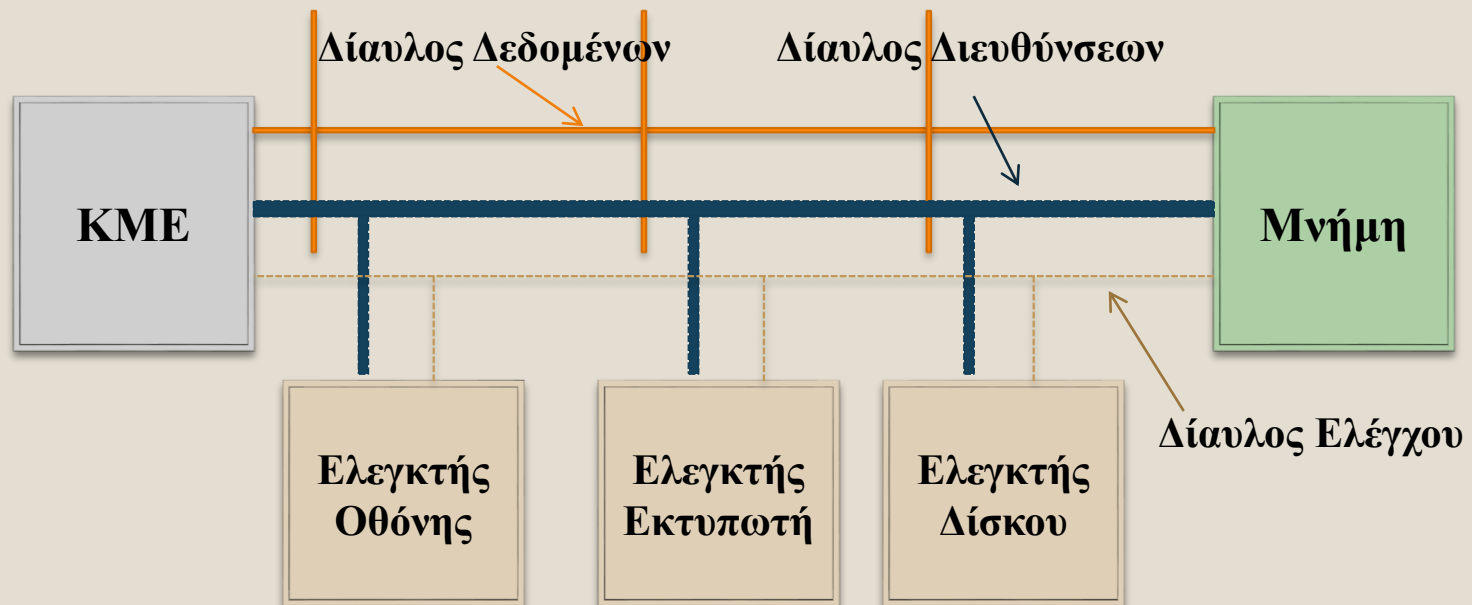 Δίαυλος Δεδομένων
Δίαυλος Διευθύνσεων
ΚΜΕ
Μνήμη
Δίαυλος Ελέγχου
Ελεγκτής
Οθόνης
Ελεγκτής
Εκτυπωτή
Ελεγκτής
Δίσκου